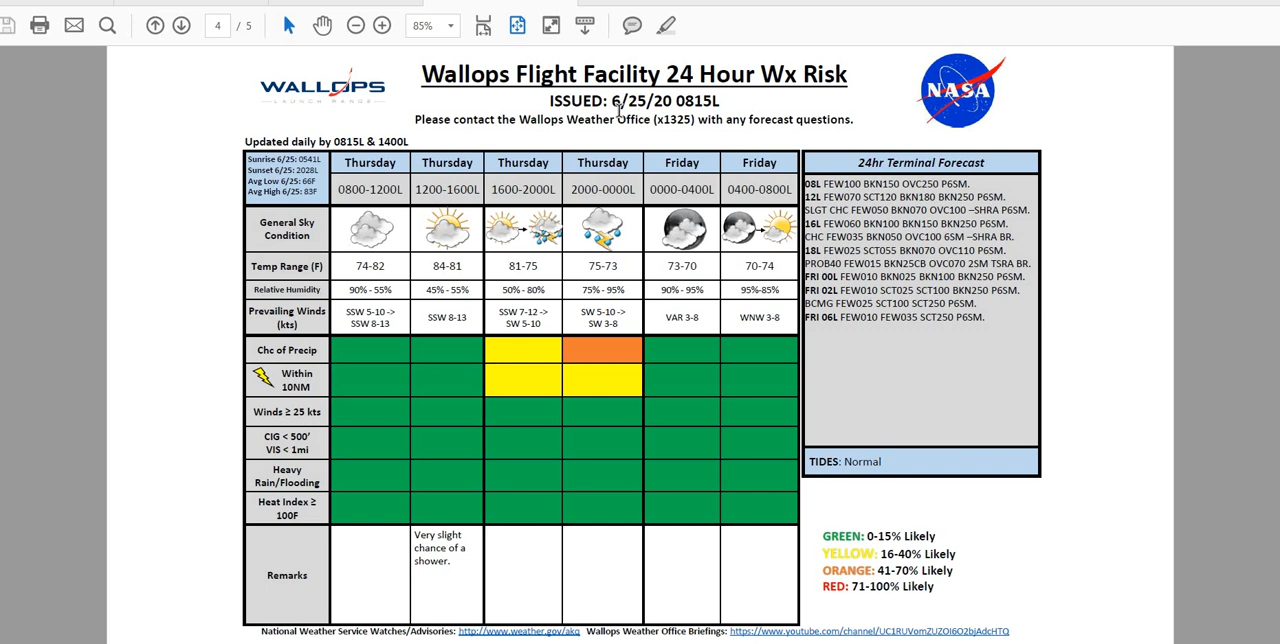 4 / 5
85%
WALLOPS
LAUNCH RANGE
Wallops Flight Facility 24 Hour Wx Risk
ISSUED: 6/25/20 0815L
Please contact the Wallops Weather Office (x1325) with any forecast questions.
NASA
Updated daily by 0815L & 1400L
Sunrise 6/25: 0541L
Sunset 6/25: 2028L
Avg Low 6/25: 66F
Avg High 6/25: 83F
Thursday Thursday Thursday Thursday Friday Friday
0800-1200L 1200-1600L 1600-2000L 2000-0000L 0000-0400L 0400-0800L
General Sky
Condition
Temp Range (F) 74-82 84-81 81-75 75-73 73-70 70-74
Relative Humidity 90% - 55% 45% - 55% 50% - 80% 75% - 95% 90% - 95% 95%-85%
Prevailing Winds
(kts)
SSW 5-10 ->
SSW 8-13
SSW 8-13
SSW 7-12 ->
SW 5-10
SW 5-10 ->
SW 3-8
VAR 3-8
WNW 3-8
Chc of Precip
Within
10NM
Winds ≥ 25 kts
CIG < 500'
VIS < 1mi
Heavy
Rain/Flooding
Heat Index ≥
100F
Remarks
Very slight
chance of a
shower.
24hr Terminal Forecast
08L FEW100 BKN150 OVC250 P6SM.
12L FEW070 SCT120 BKN180 BKN250 P6SM.
SLGT CHC FEW050 BKN070 OVC100 –SHRA P6SM.
16L FEW060 BKN100 BKN150 BKN250 P6SM.
CHC FEW035 BKN050 OVC100 6SM –SHRA BR.
18L FEW025 SCT055 BKN070 OVC110 P6SM.
PROB40 FEW015 BKN25CB OVC070 2SM TSRA BR.
FRI 00L FEW010 BKN025 BKN100 BKN250 P6SM.
FRI 02L FEW010 SCT025 SCT100 BKN250 P6SM.
BCMG FEW025 SCT100 SCT250 P6SM.
FRI 06L FEW010 FEW035 SCT250 P6SM.
TIDES: Normal
GREEN: 0-15% Likely
YELLOW: 16-40% Likely
ORANGE: 41-70% Likely
RED: 71-100% Likely
National Weather Service Watches/Advisories: http://www.weather.gov/akq Wallops Weather Office Briefings: https://www.youtube.com/channel/UC1RUVomZUZOI6O2bjAdcHTQ